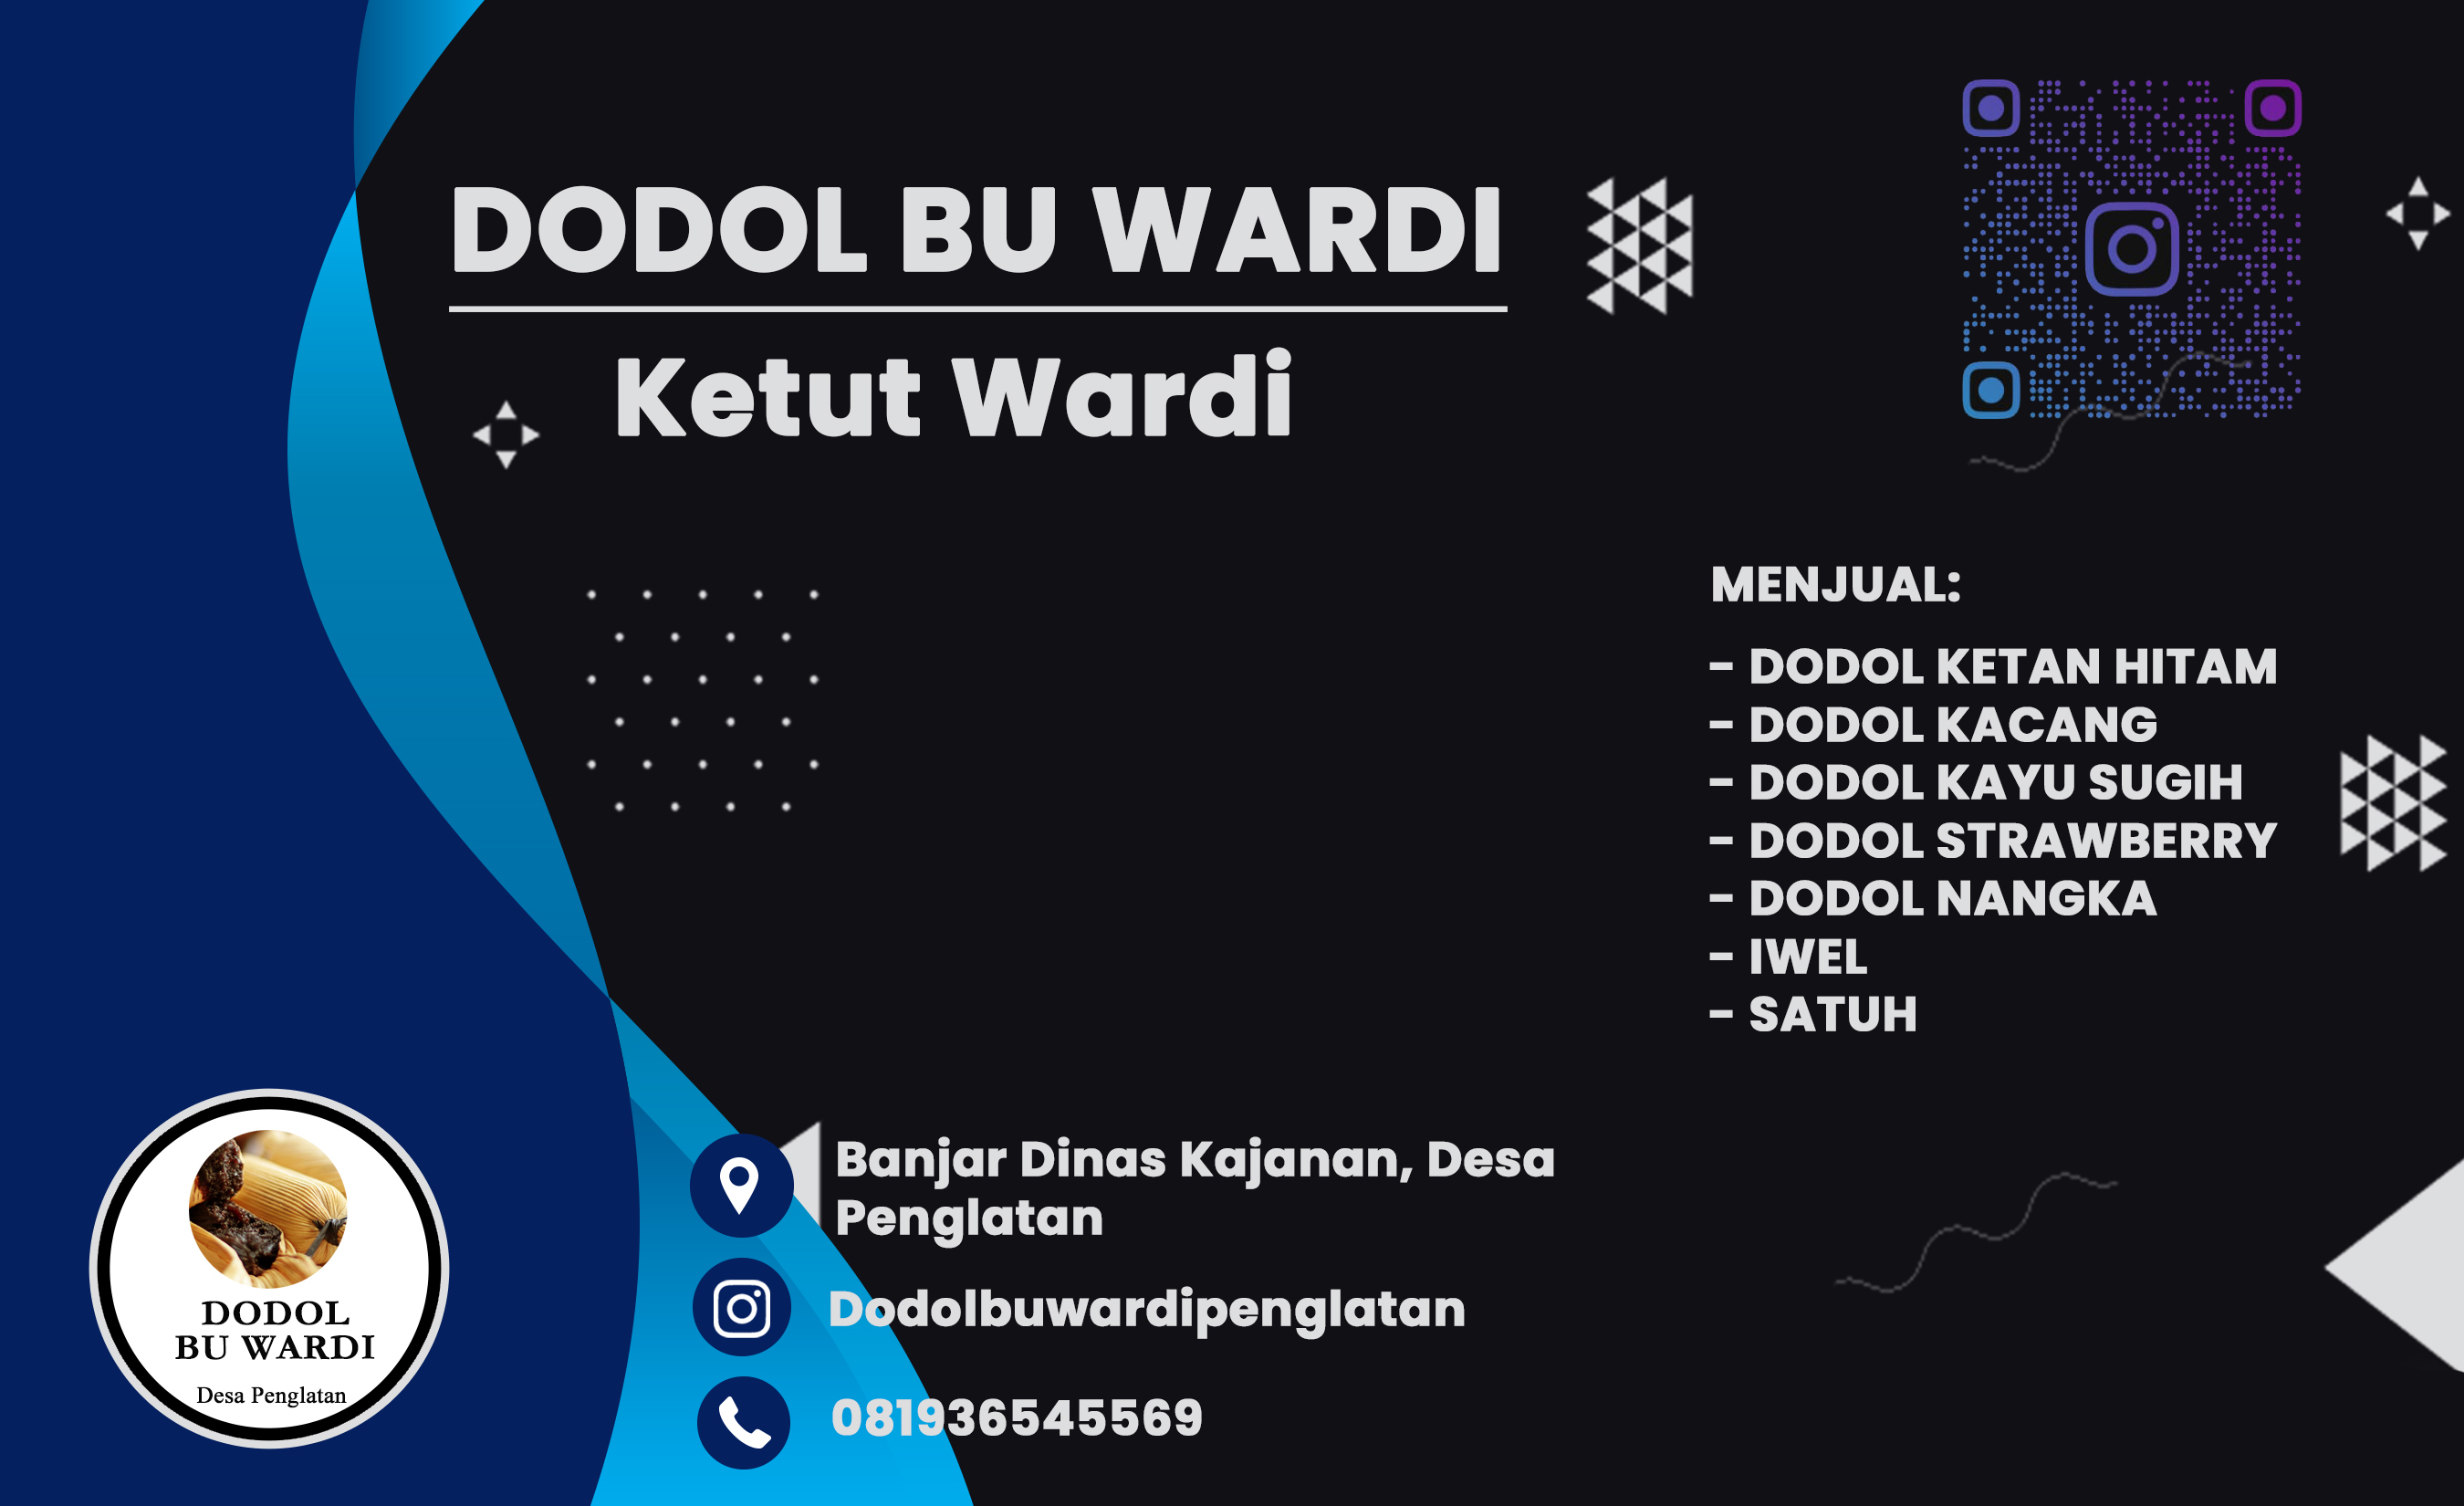 DODOL BU WARDI
Ketut Wardi
MENJUAL:
- DODOL KETAN HITAM
- DODOL KACANG
- DODOL KAYU SUGIH
- DODOL STRAWBERRY
- DODOL NANGKA
- IWEL
- SATUH
Banjar Dinas Kajanan, Desa
Penglatan
Dodolbuwardipenglatan
081936545569
DODOL
BU WARDI
Desa Penglatan